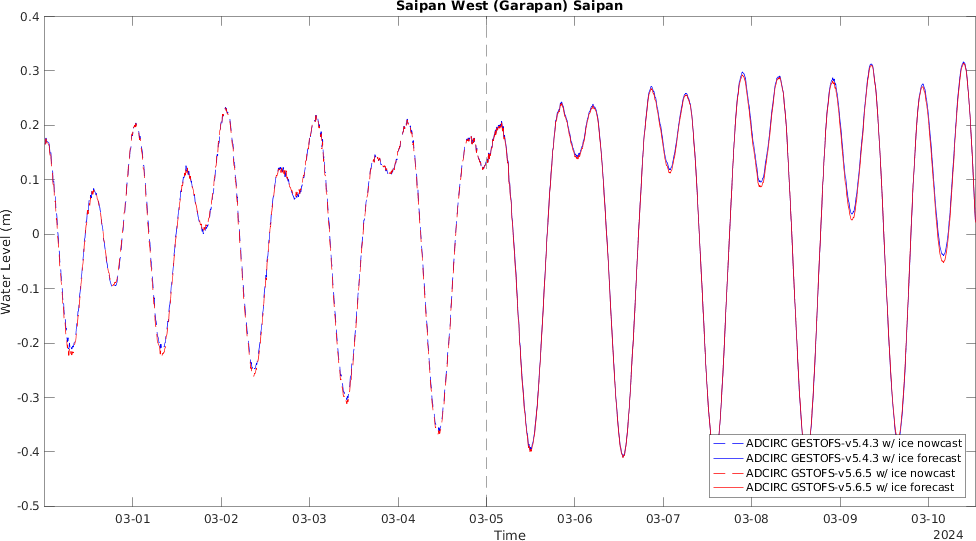 Saipan West (Garapan) Saipan
0.4
0.3
0.2
0.1
0
-0.1
-0.2
-0.3
-0.4
-0.5
Water Level (m)
ADCIRC GESTOFS-v5.4.3 w/ ice nowcast
ADCIRC GESTOFS-v5.4.3 w/ ice forecast
ADCIRC GSTOFS-v5.6.5 w/ ice nowcast
ADCIRC GSTOFS-v5.6.5 w/ ice forecast
03-01 03-02 03-03 03-04 03-05 03-06 03-07 03-08 03-09 03-10
Time
2024